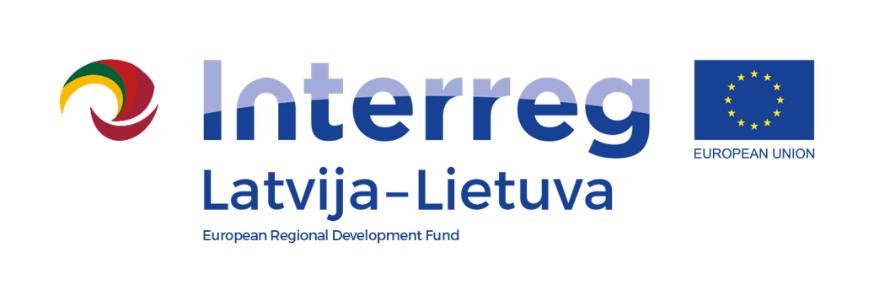 Interreg
EUROPEAN UNION
Latvija–Lietuva
European Regional Development Fund